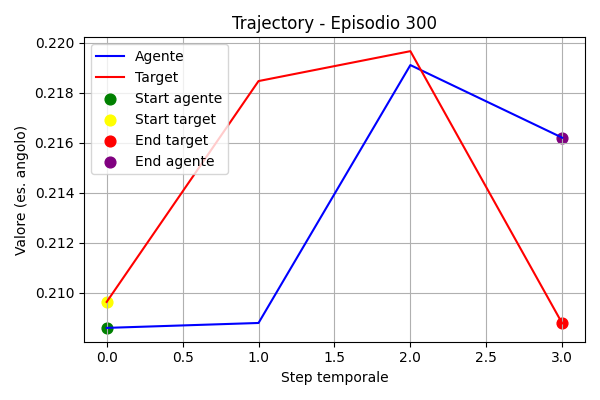 Trajectory - Episodio 300
Valore (es. angolo)
0.220
0.218
0.216
0.214
0.212
0.210
Agente
Target
Start agente
Start target
End target
End agente
0.0 0.5 1.0 1.5 2.0 2.5 3.0
Step temporale